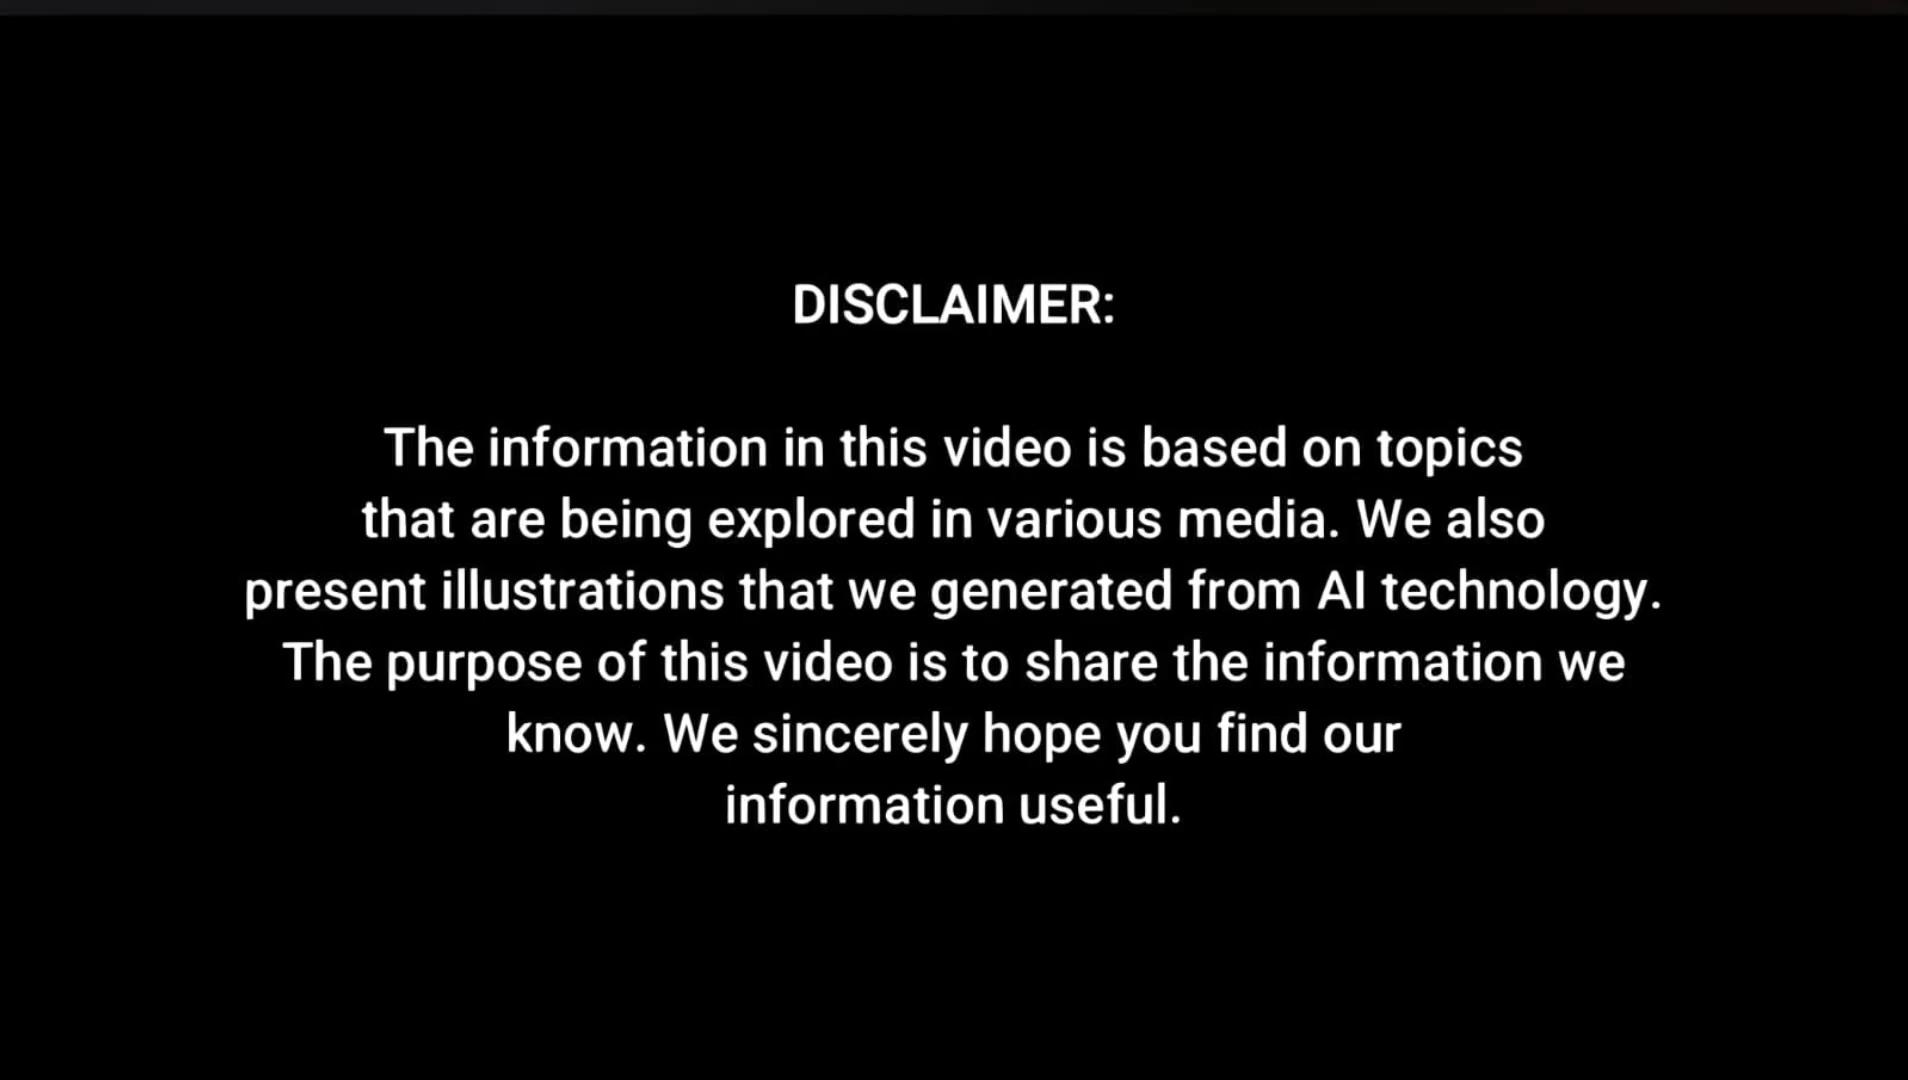 DISCLAIMER:
The information in this video is based on topics
that are being explored in various media. We also
present illustrations that we generated from AI technology.
The purpose of this video is to share the information we
know. We sincerely hope you find our
information useful.